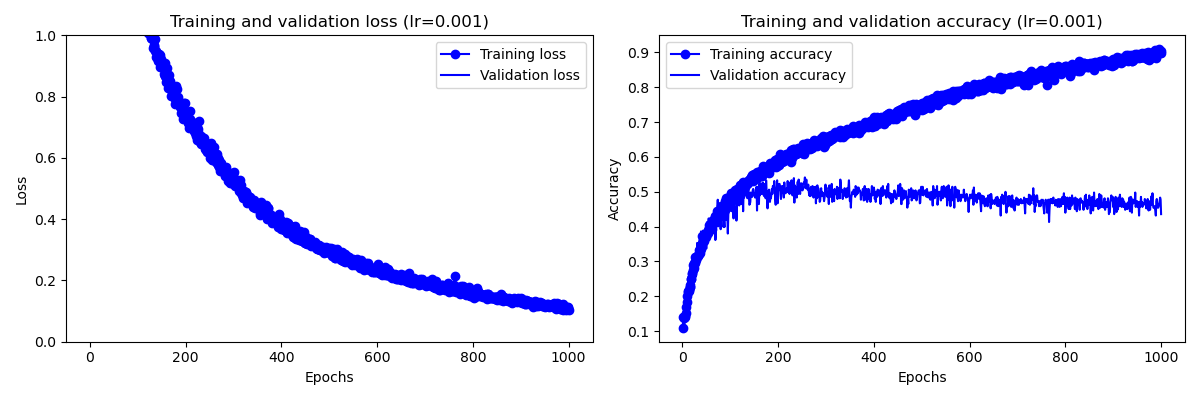 Training and validation loss (lr=0.001)
Loss
1.0
0.8
0.6
0.4
0.2
0.0
Training loss
Validation loss
0 200 400 600 800 1000
Epochs
Training and validation accuracy (lr=0.001)
Accuracy
0.9
0.8
0.7
0.6
0.5
0.4
0.3
0.2
0.1
Training accuracy
Validation accuracy
0 200 400 600 800 1000
Epochs